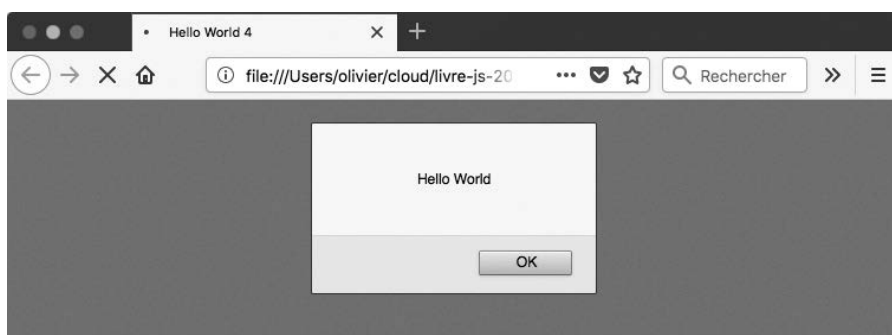 Hello World 4
file:///Users/olivier/cloud/livre-js-20
Rechercher
Hello World
OK